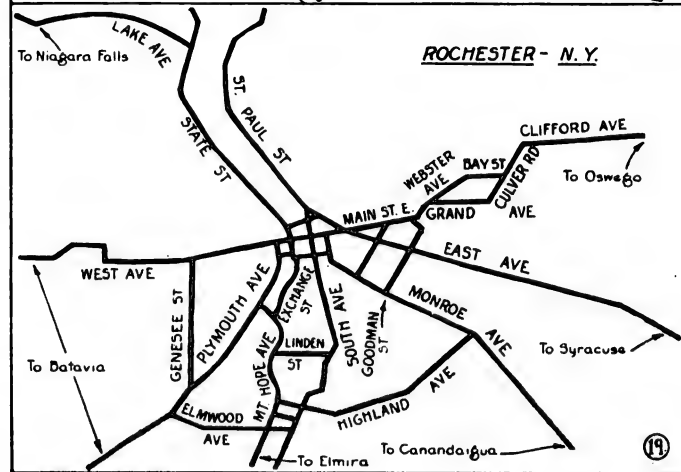 ROCHESTER - N. Y.
LAKE AVE
To Niagara Falls
STATE ST
ST. PAUL ST
CLIFFORD AVE
WEBSTER AVE
BAY ST
CULVER RD
To Oswego
MAIN ST. E.
GRAND AVE
EAST AVE
WEST AVE
GENESEE ST
PLYMOUTH AVE
EXCHANGE ST
SOUTH AVE
GOODMAN ST
MONROE AVE
To Syracuse
LINDEN ST
MT. HOPE AVE
To Batavia
ELMWOOD AVE
HIGHLAND AVE
To Elmira
To Canandaigua
19.